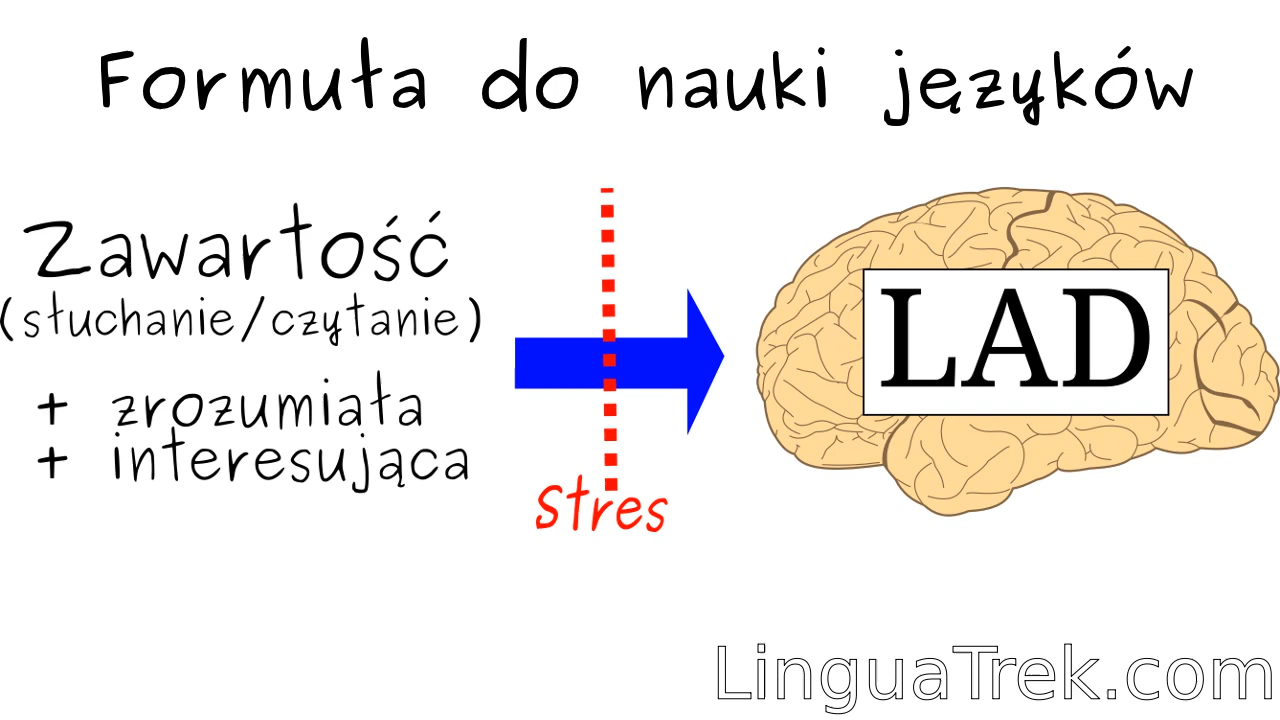 Formuła do nauki języków
Zawartość
(słuchanie/czytanie)
+ zrozumiała
+ interesująca
stres
LAD
LinguaTrek.com